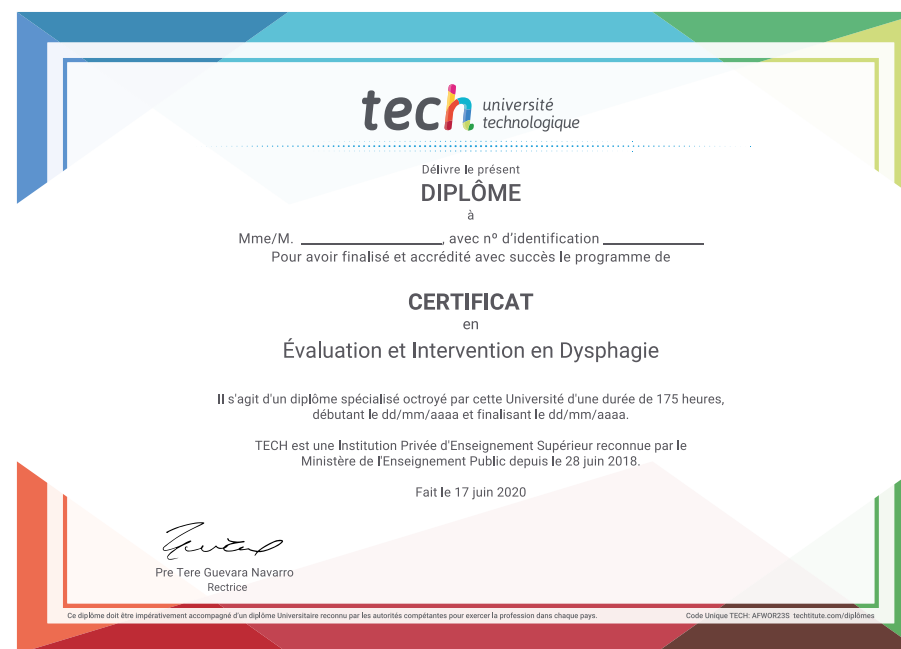 tech université
technologique
Délivre le présent
DIPLÔME
à
Mme/M. ____________________, avec nº d'identification ______________
Pour avoir finalisé et accrédité avec succès le programme de
CERTIFICAT
en
Évaluation et Intervention en Dysphagie
Il s'agit d'un diplôme spécialisé octroyé par cette Université d'une durée de 175 heures,
débutant le dd/mm/aaaa et finalisant le dd/mm/aaaa.
TECH est une Institution Privée d'Enseignement Supérieur reconnue par le
Ministère de l'Enseignement Public depuis le 28 juin 2018.
Fait le 17 juin 2020
Pre Tere Guevara Navarro
Rectrice
Ce diplôme doit être impérativement accompagné d'un diplôme Universitaire reconnu par les autorités compétantes pour exercer la profession dans chaque pays.
Code Unique TECH: AFWOR23S techtitute.com/diplômes